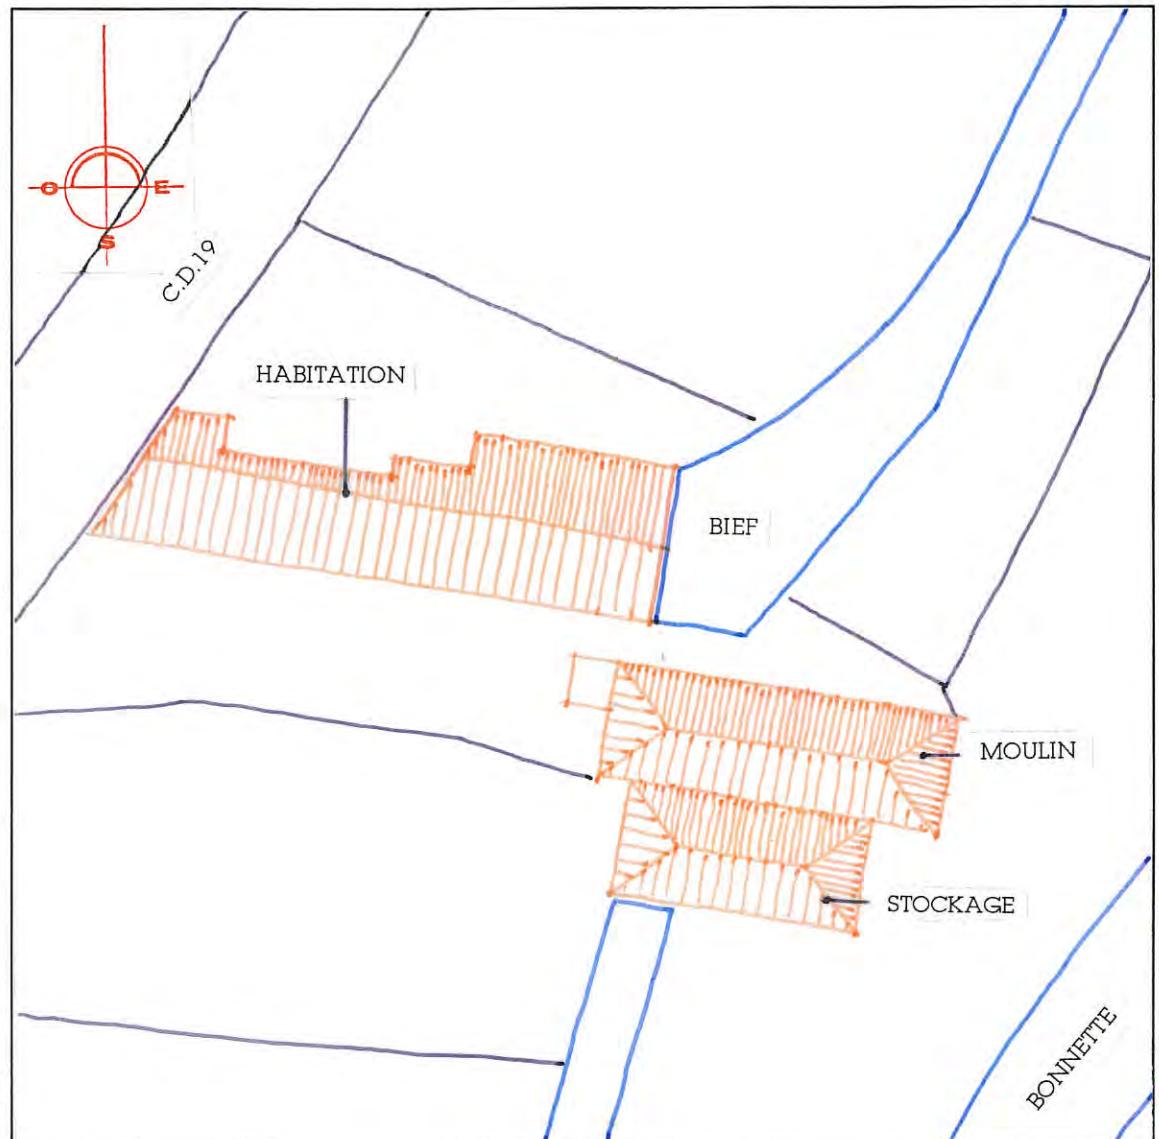 O E
S
C.D.19
HABITATION
BIEF
MOULIN
STOCKAGE
BONNETTE